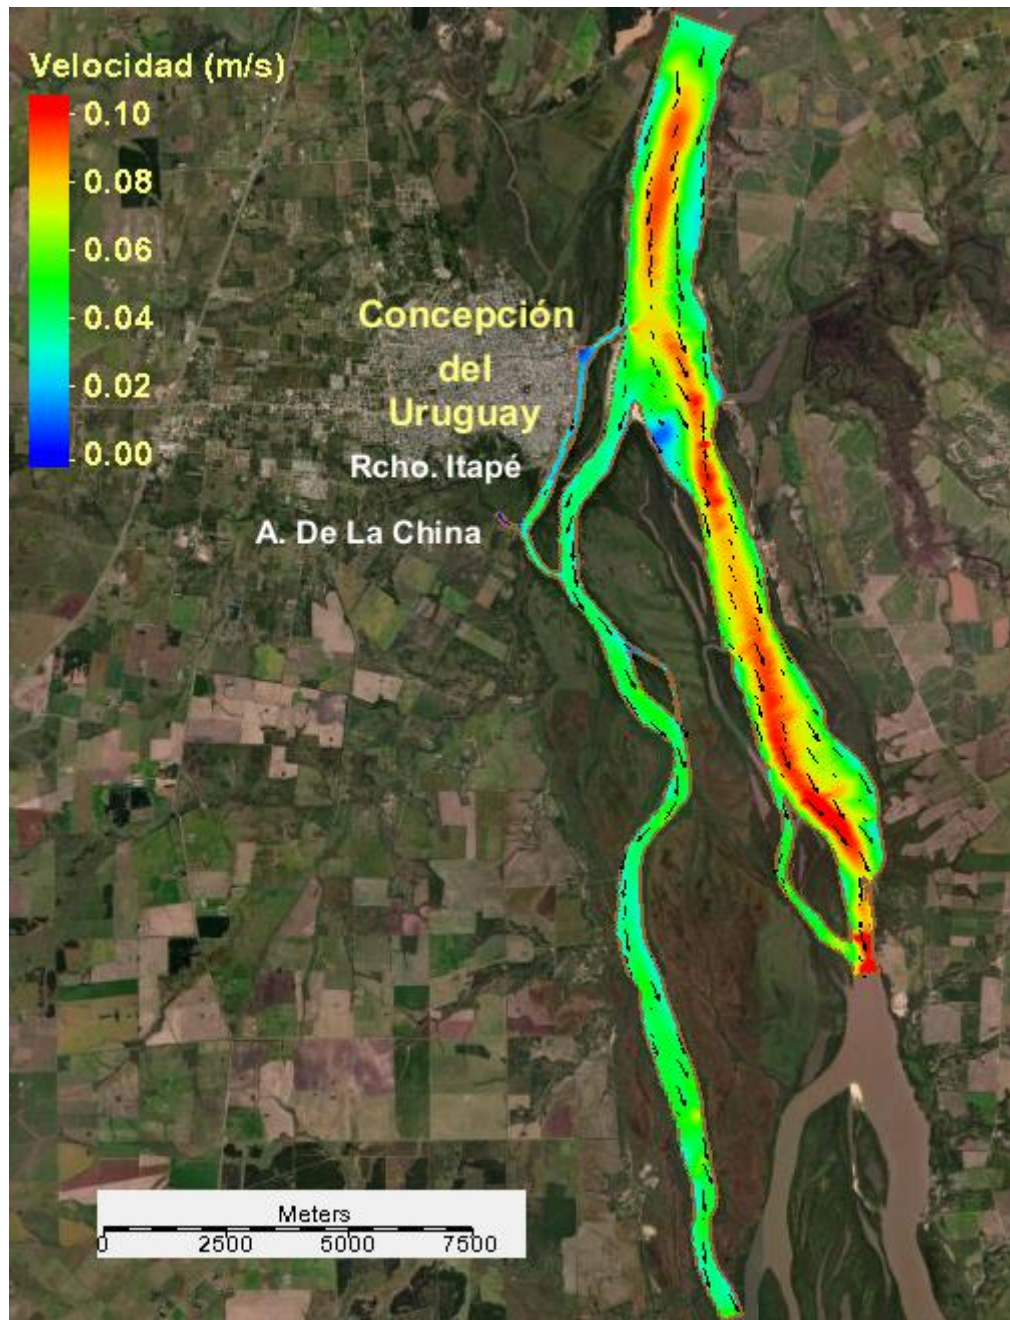 Velocidad (m/s)
0.10
0.08
0.06
0.04
0.02
0.00
Concepción
del
Uruguay
Rcho. Itapé
A. De La China
Meters
0 2500 5000 7500